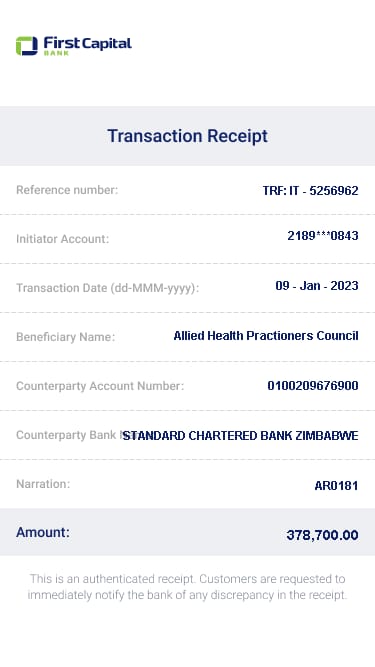 First Capital
BANK
Transaction Receipt
Reference number: TRF: IT - 5256962
Initiator Account: 2189***0843
Transaction Date (dd-MMM-yyyy): 09 - Jan - 2023
Beneficiary Name: Allied Health Practioners Council
Counterparty Account Number: 0100209676900
Counterparty Bank STANDARD CHARTERED BANK ZIMBABWE
Narration: AR0181
Amount: 378,700.00
This is an authenticated receipt. Customers are requested to
immediately notify the bank of any discrepancy in the receipt.